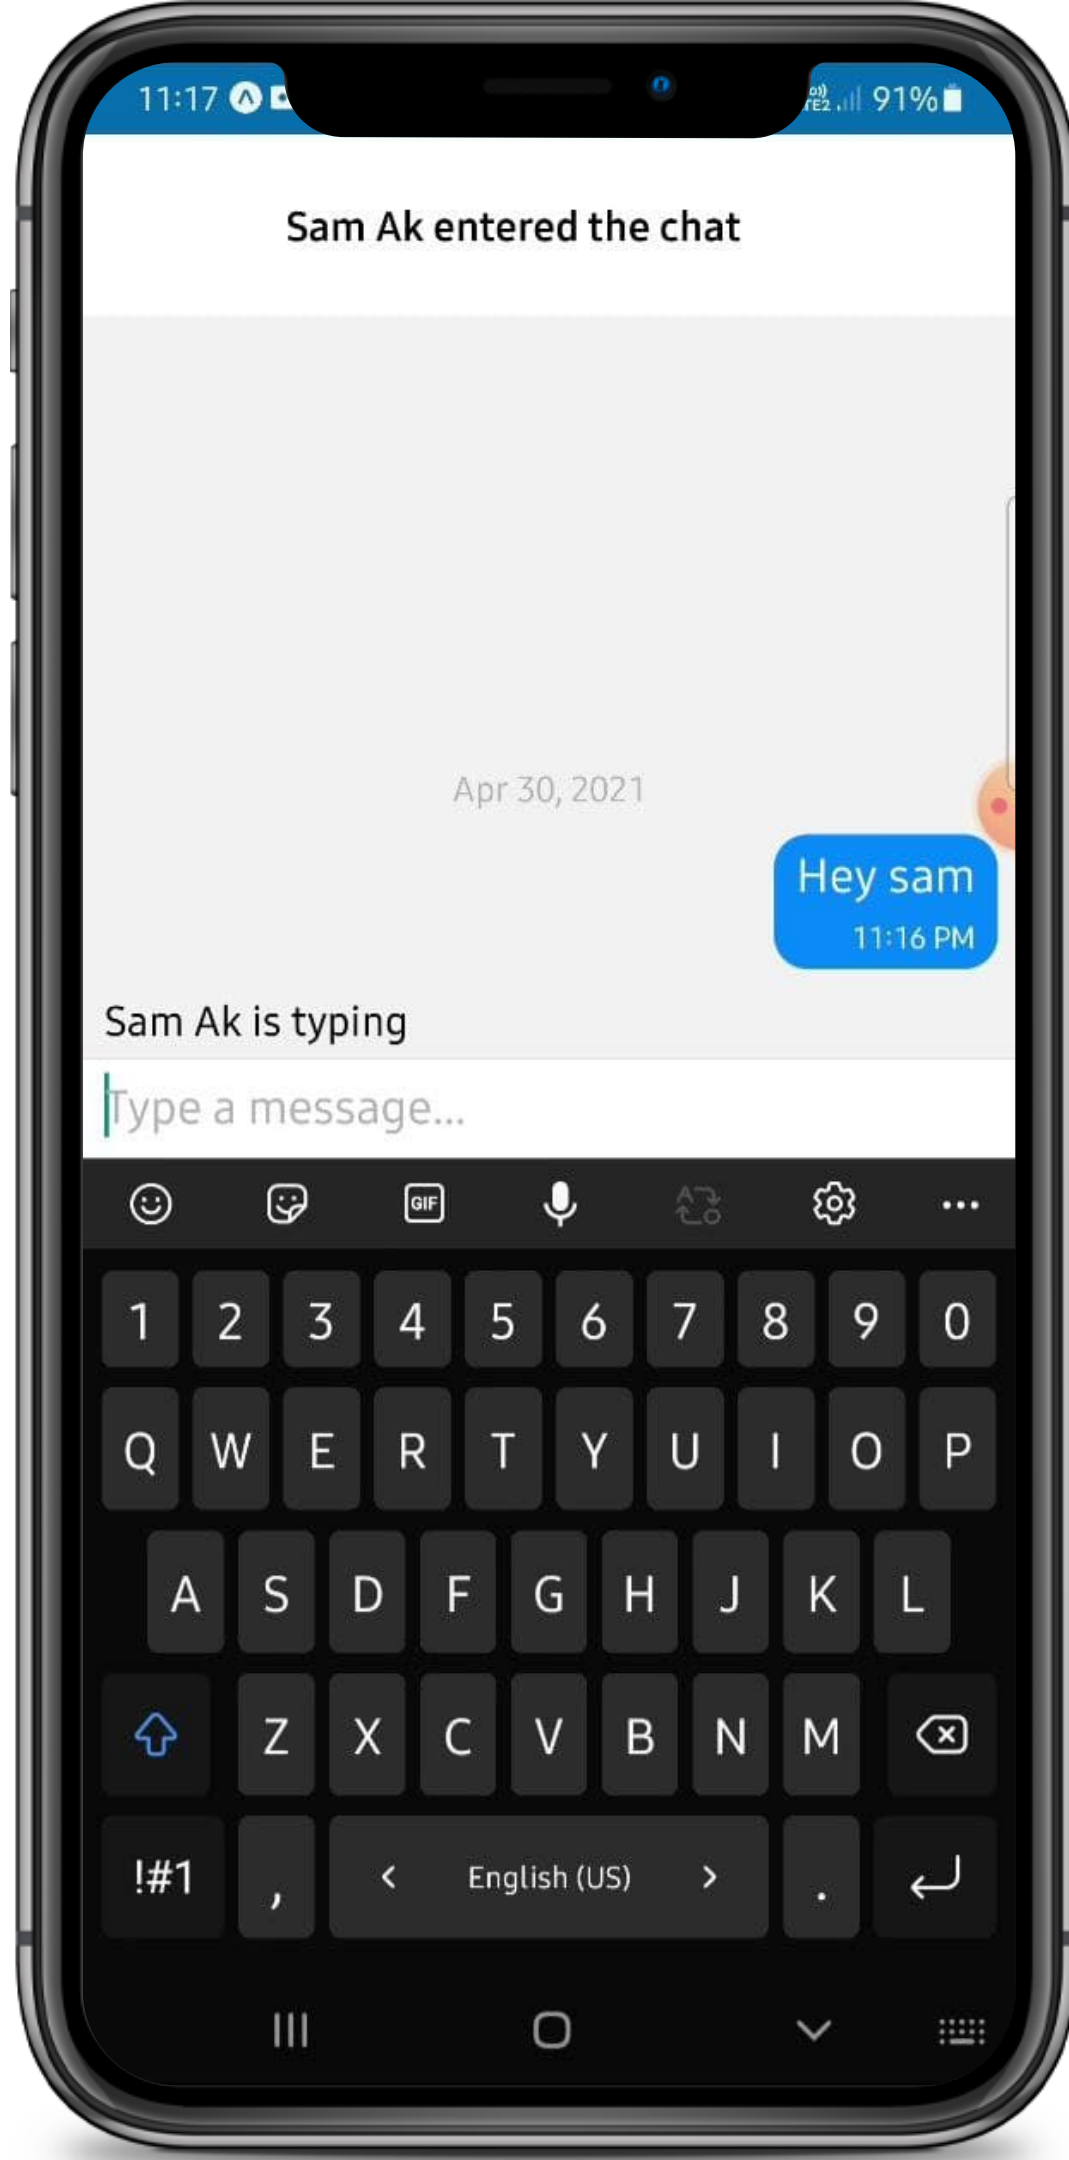 11:17
91%
Sam Ak entered the chat
Apr 30, 2021
Hey sam
11:16 PM
Sam Ak is typing
Type a message...
GIF
1 2 3 4 5 6 7 8 9 0
Q W E R T Y U I O P
A S D F G H J K L
Z X C V B N M
!#1 , < English (US) > .